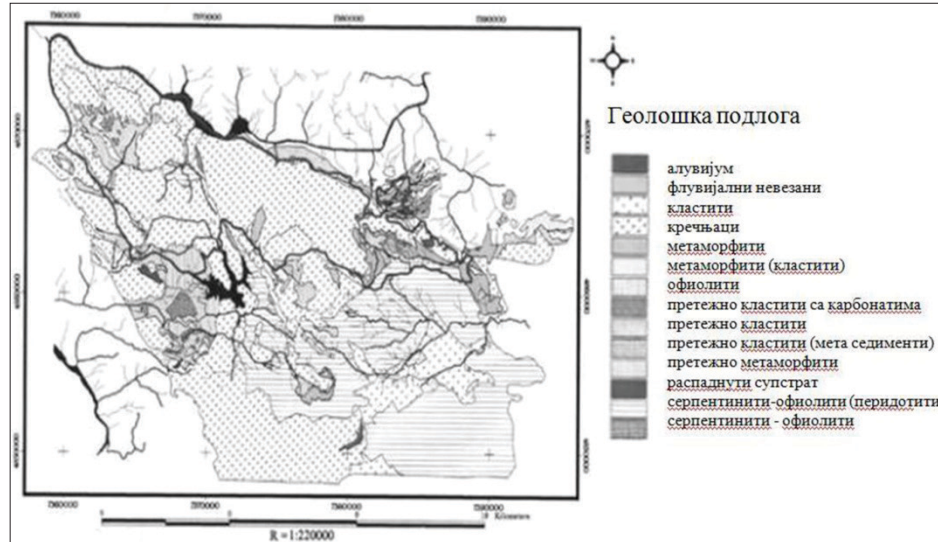 Геолошка подлога
алувијум
флувијални невезани
кластити
кречњаци
метаморфити
метаморфити (кластити)
офиолити
претежно кластити са карбонатима
претежно кластити
претежно кластити (мета седименти)
претежно метаморфити
распаднути супстрат
серпентинити-офиолити (перидотити
серпентинити - офиолити
Kilometers
R = 1:220000